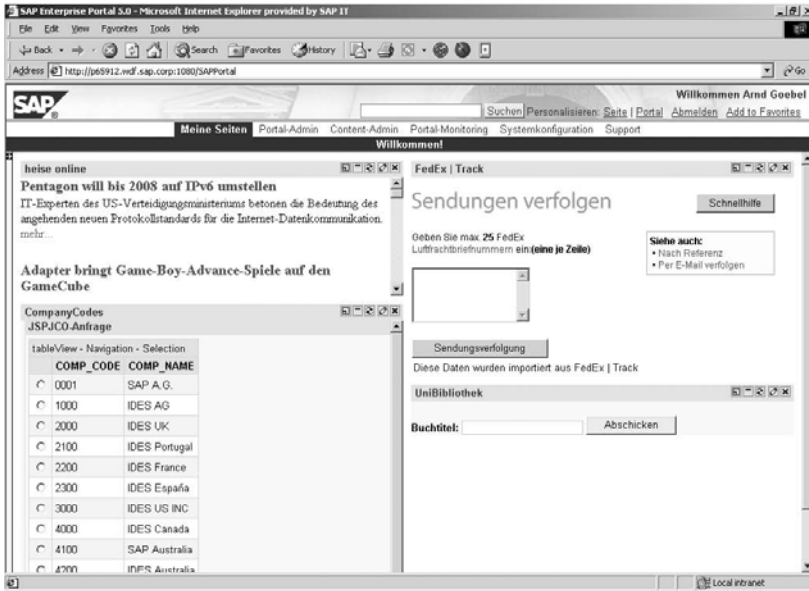 SAP Enterprise Portal 5.0 - Microsoft Internet Explorer provided by SAP IT
File Edit View Favorites Tools Help
Back Search Favorites History
Address http://p65912.wdf.sap.corp:1080/SAPPortal Go
Willkommen Arnd Goebel
SAP
Suchen Personalisieren: Seite | Portal Abmelden Add to Favorites
Meine Seiten Portal-Admin Content-Admin Portal-Monitoring Systemkonfiguration Support
Willkommen!
heise online
Pentagon will bis 2008 auf IPv6 umstellen
IT-Experten des US-Verteidigungsministeriums betonen die Bedeutung des
angehenden neuen Protokollstandards für die Internet-Datenkommunikation.
mehr...
Adapter bringt Game-Boy-Advance-Spiele auf den
GameCube
CompanyCodes
JSPJCO-Anfrage
tableView - Navigation - Selection
COMP_CODE COMP_NAME
0001 SAP A.G.
1000 IDES AG
2000 IDES UK
2100 IDES Portugal
2200 IDES France
2300 IDES España
3000 IDES US INC
4000 IDES Canada
4100 SAP Australia
4200 IDES Australia
FedEx | Track
Sendungen verfolgen
Schnellhilfe
Geben Sie max. 25 FedEx
Luftfrachtbriefnummern ein:(eine je Zeile)
Siehe auch:
• Nach Referenz
• Per E-Mail verfolgen
Sendungsverfolgung
Diese Daten wurden importiert aus FedEx | Track
UniBibliothek
Buchtitel: Abschicken
Local intranet